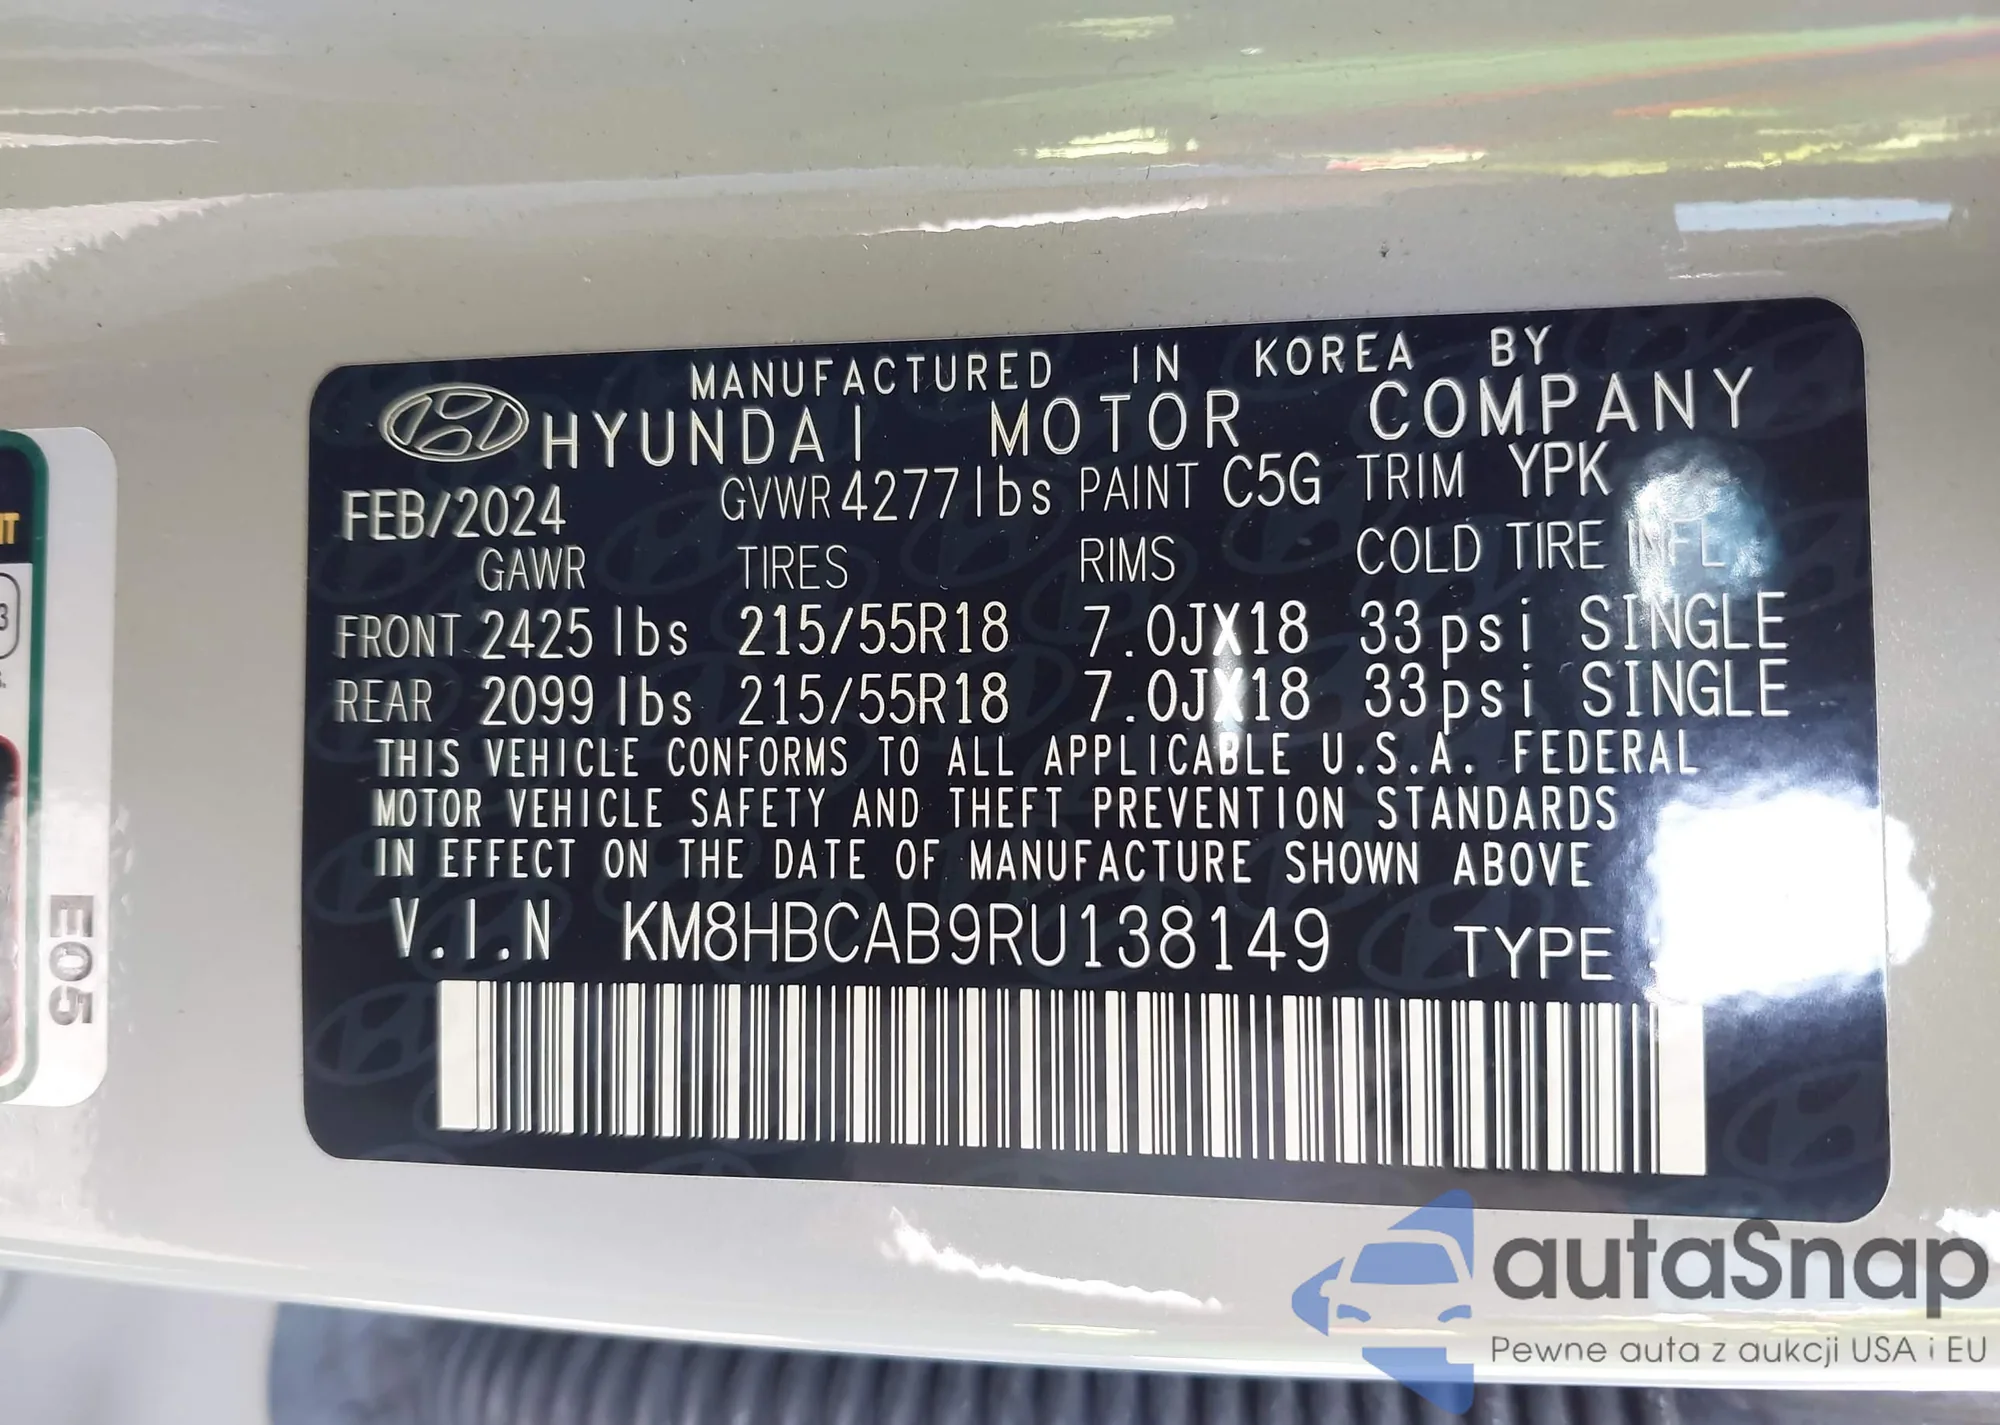 MANUFACTURED IN KOREA BY
HYUNDAI MOTOR COMPANY
FEB/2024 GVWR 4277 lbs PAINT C5G TRIM YPK
GAWR TIRES RIMS COLD TIRE INFL
FRONT 2425 lbs 215/55R18 7.0JX18 33psi SINGLE
REAR 2099 lbs 215/55R18 7.0JX18 33psi SINGLE
THIS VEHICLE CONFORMS TO ALL APPLICABLE U.S.A. FEDERAL
MOTOR VEHICLE SAFETY AND THEFT PREVENTION STANDARDS
IN EFFECT ON THE DATE OF MANUFACTURE SHOWN ABOVE
V.I.N KM8HBCAB9RU138149 TYPE
E05
autaSnap
Pewne auta z aukcji USA i EU